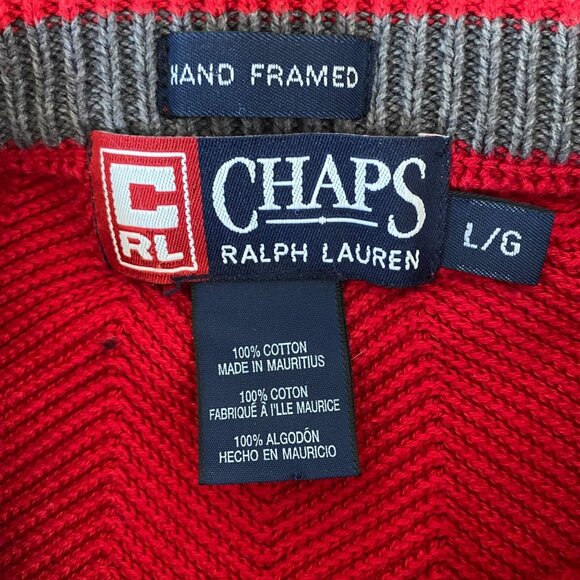 HAND FRAMED
C
RL
CHAPS
RALPH LAUREN
L/G
100% COTTON
MADE IN MAURITIUS
100% COTON
FABRIQUÉ À I'LLE MAURICE
100% ALGODÓN
HECHO EN MAURICIO